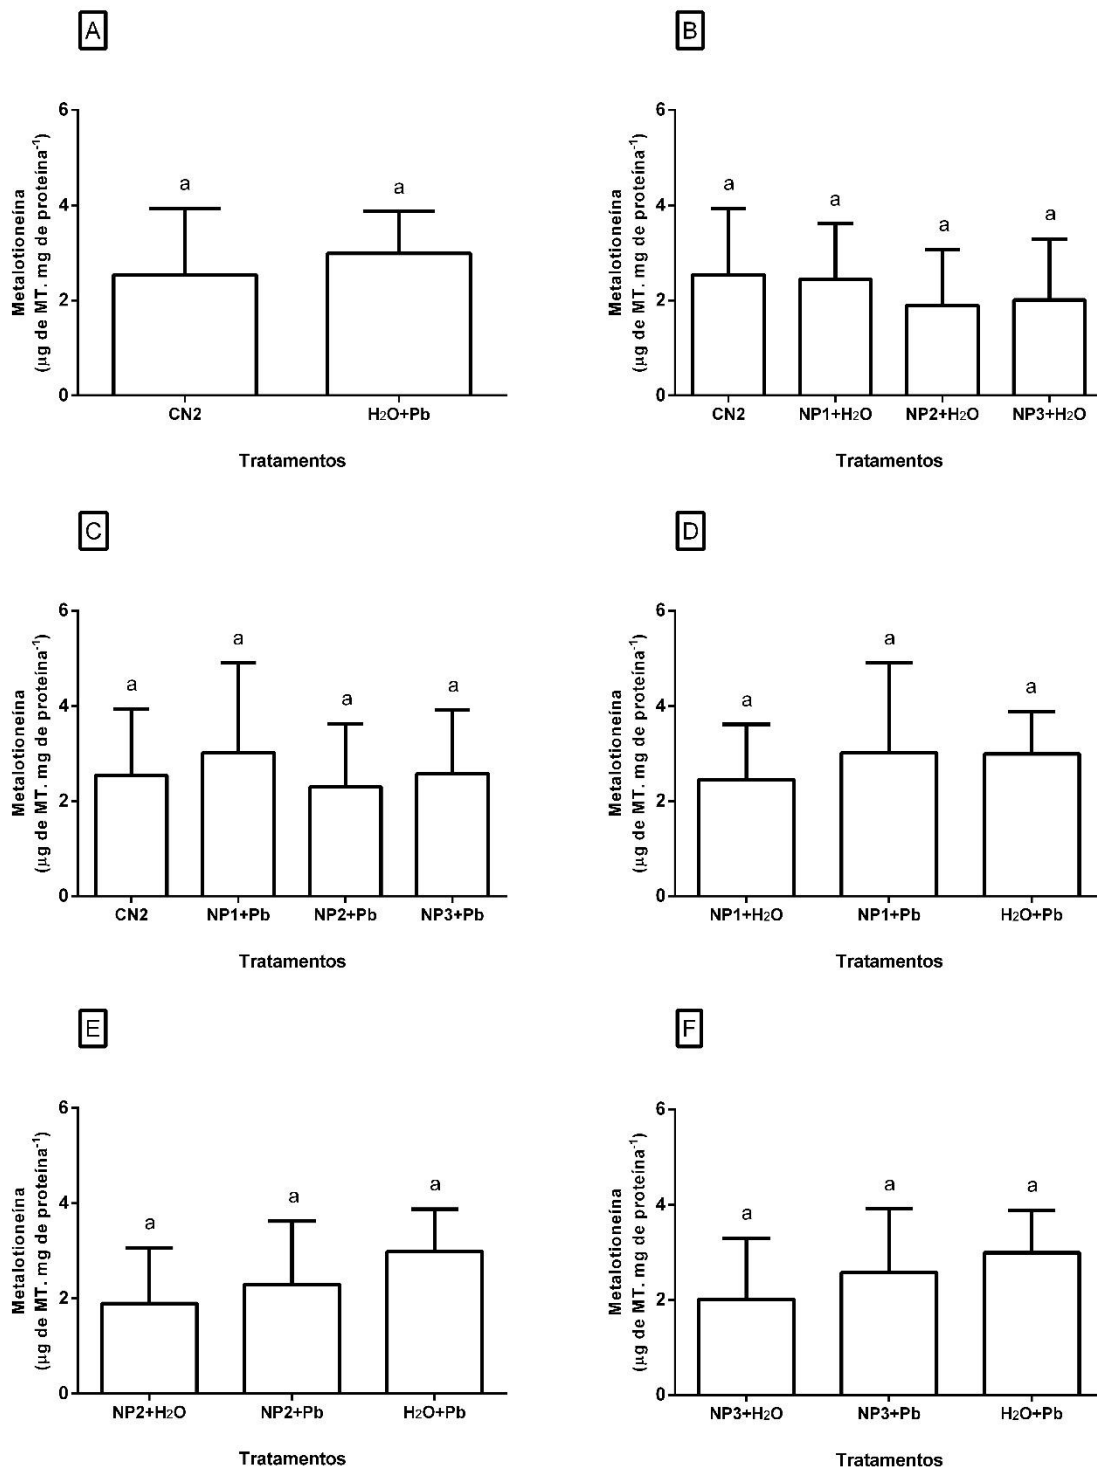 A
Metalotioneína
(µg de MT. mg de proteína⁻¹)
6
4
2
0
a
a
CN2
H₂O+Pb
Tratamentos
B
Metalotioneína
(µg de MT. mg de proteína⁻¹)
6
4
2
0
a
a
a
a
CN2
NP1+H₂O
NP2+H₂O
NP3+H₂O
Tratamentos
C
Metalotioneína
(µg de MT. mg de proteína⁻¹)
6
4
2
0
a
a
a
a
CN2
NP1+Pb
NP2+Pb
NP3+Pb
Tratamentos
D
Metalotioneína
(µg de MT. mg de proteína⁻¹)
6
4
2
0
a
a
a
NP1+H₂O
NP1+Pb
H₂O+Pb
Tratamentos
E
Metalotioneína
(µg de MT. mg de proteína⁻¹)
6
4
2
0
a
a
a
NP2+H₂O
NP2+Pb
H₂O+Pb
Tratamentos
F
Metalotioneína
(µg de MT. mg de proteína⁻¹)
6
4
2
0
a
a
a
NP3+H₂O
NP3+Pb
H₂O+Pb
Tratamentos